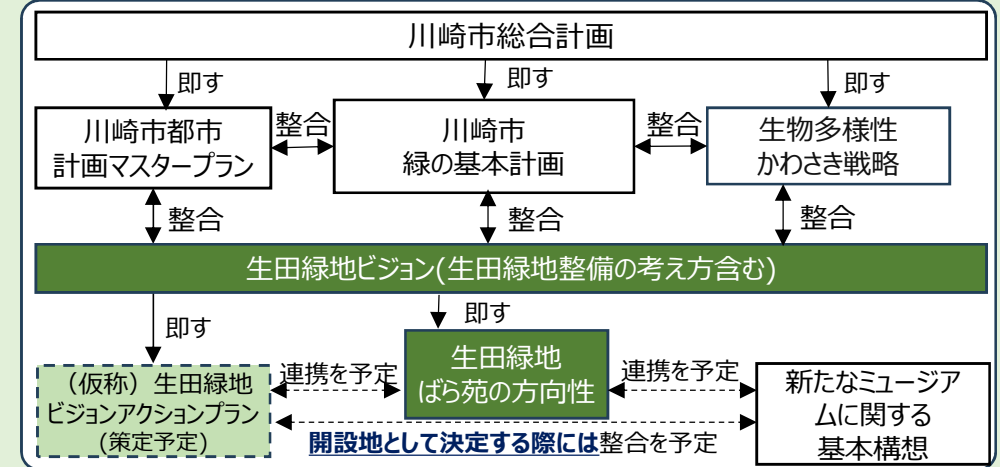 川崎市総合計画
即す
即す
即す
川崎市都市
計画マスタープラン
整合
川崎市
緑の基本計画
整合
生物多様性
かわさき戦略
整合
整合
整合
生田緑地ビジョン(生田緑地整備の考え方含む)
即す
即す
(仮称)生田緑地
ビジョンアクションプラン
(策定予定)
連携を予定
生田緑地
ばら苑の方向性
連携を予定
新たなミュージア
ムに関する
基本構想
開設地として決定する際には整合を予定